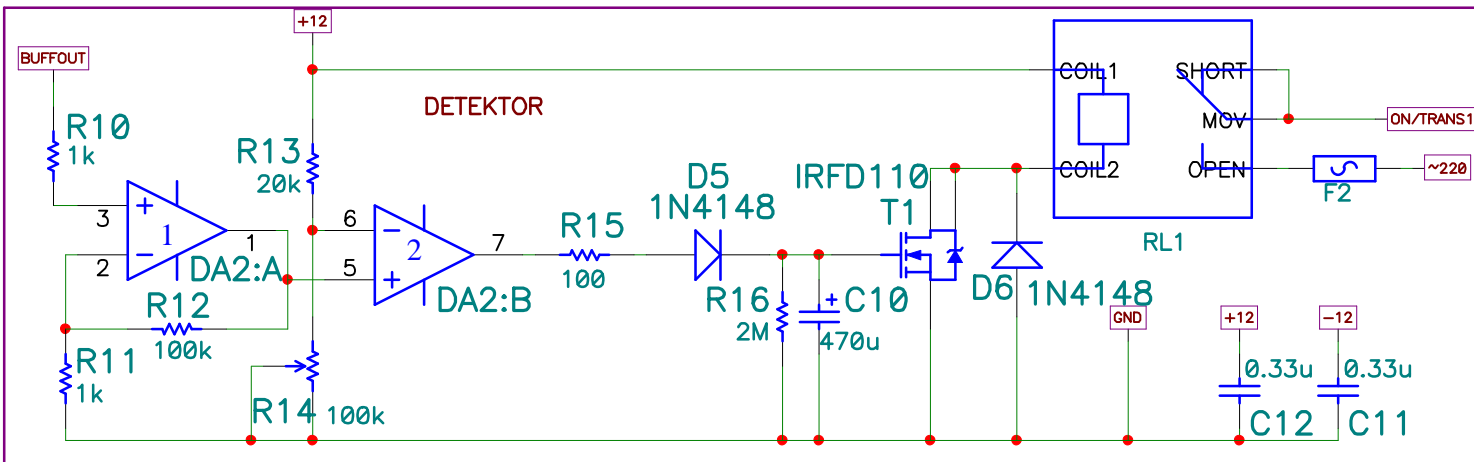 +12
BUFFOUT
DETEKTOR
COIL1
SHORT
MOV
ON/TRANS1
COIL2
OPEN
~220
F2
RL1
R10
1k
R13
20k
3
+
1
1
-
2
DA2:A
R12
100k
R11
1k
6
-
2
7
5
+
DA2:B
R14 100k
R15
100
D5
1N4148
R16
2M
+
C10
470u
IRFD110
T1
D6 1N4148
GND
+12
-12
0.33u
C12
0.33u
C11